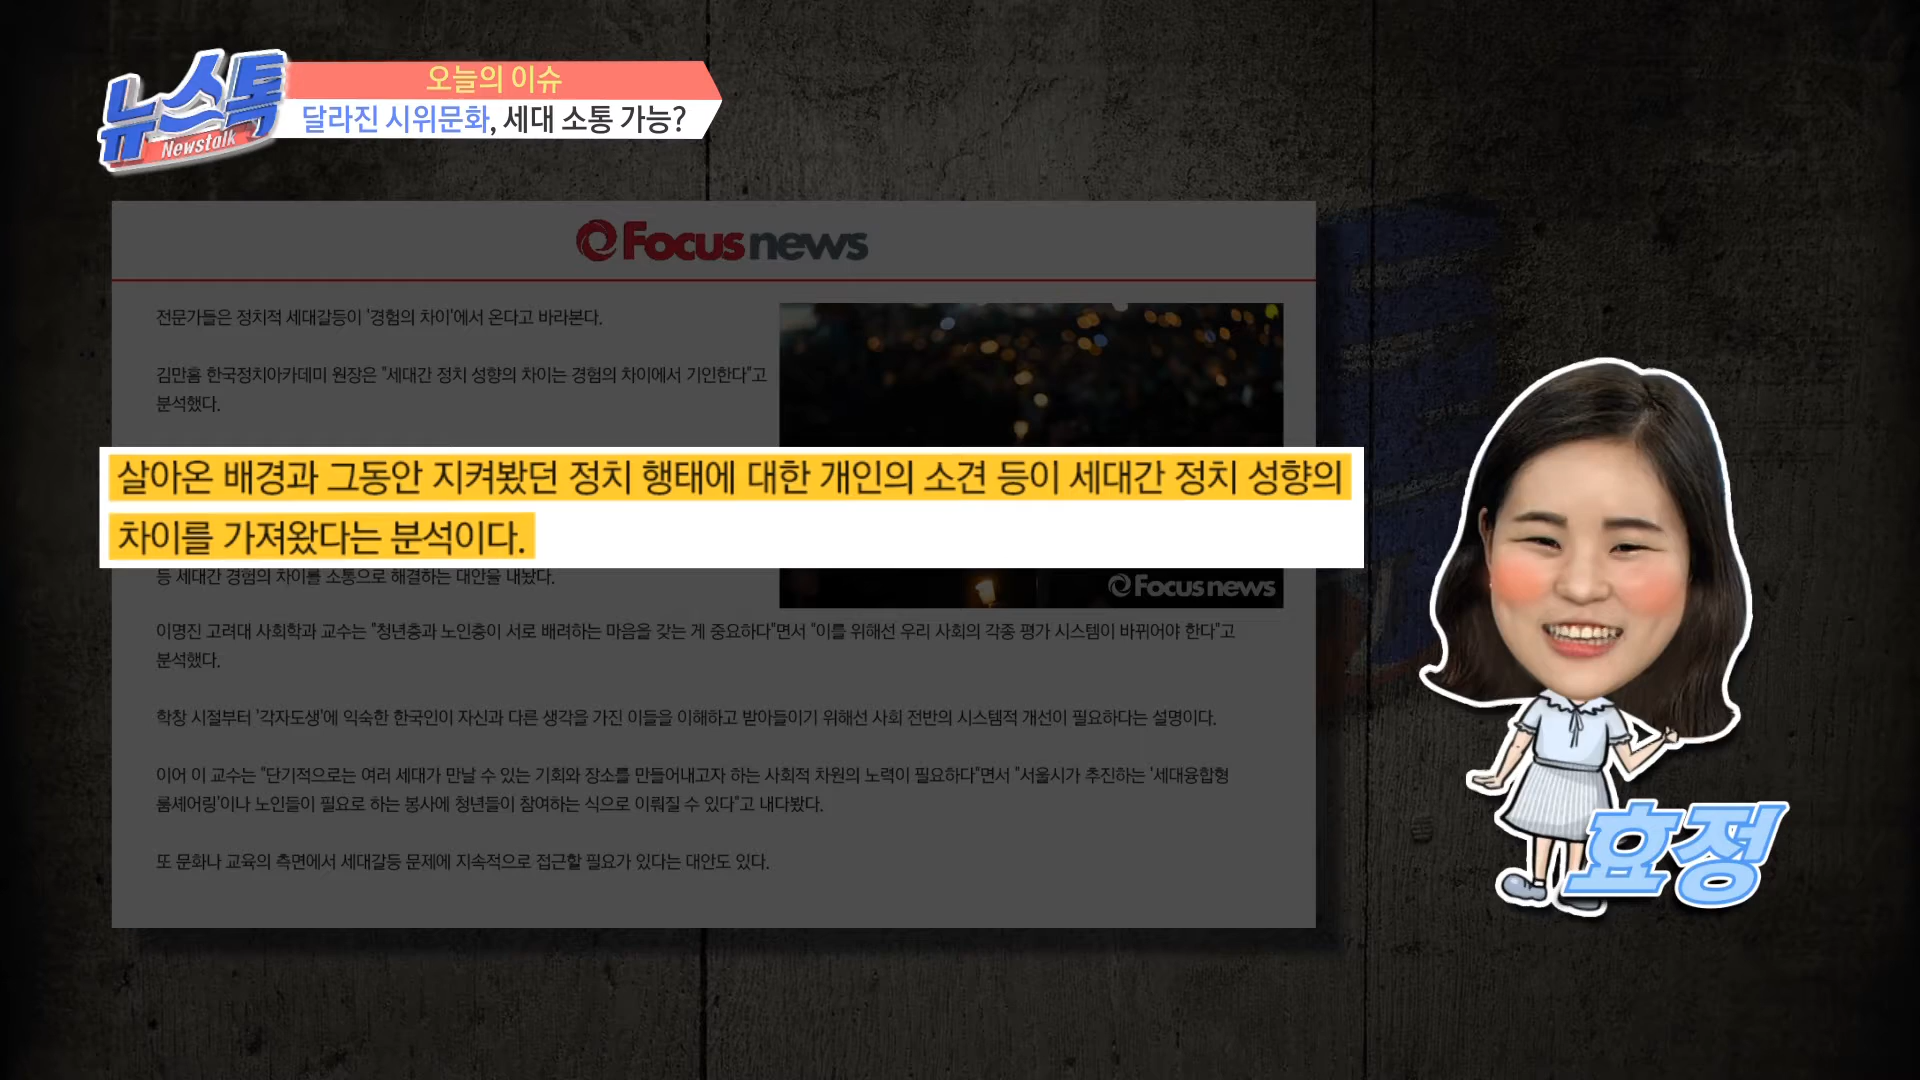 뉴스톡
Newstalk
오늘의 이슈
달라진 시위문화, 세대 소통 가능?
Focus news
전문가들은 정치적 세대갈등이 '경험의 차이'에서 온다고 바라본다.
김만흠 한국정치아카데미 원장은 "세대간 정치 성향의 차이는 경험의 차이에서 기인한다"고
분석했다.
살아온 배경과 그동안 지켜봤던 정치 행태에 대한 개인의 소견 등이 세대간 정치 성향의
차이를 가져왔다는 분석이다.
등 세대간 경험의 차이를 소통으로 해결하는 대안을 내놨다.
Focus news
이명진 고려대 사회학과 교수는 "청년층과 노인층이 서로 배려하는 마음을 갖는 게 중요하다"면서 "이를 위해선 우리 사회의 각종 평가 시스템이 바뀌어야 한다"고
분석했다.
학창 시절부터 '각자도생'에 익숙한 한국인이 자신과 다른 생각을 가진 이들을 이해하고 받아들이기 위해선 사회 전반의 시스템적 개선이 필요하다는 설명이다.
이어 이 교수는 "단기적으로는 여러 세대가 만날 수 있는 기회와 장소를 만들어내고자 하는 사회적 차원의 노력이 필요하다"면서 "서울시가 추진하는 '세대융합형
룸셰어링'이나 노인들이 필요로 하는 봉사에 청년들이 참여하는 식으로 이뤄질 수 있다"고 내다봤다.
또 문화나 교육의 측면에서 세대갈등 문제에 지속적으로 접근할 필요가 있다는 대안도 있다.
효정